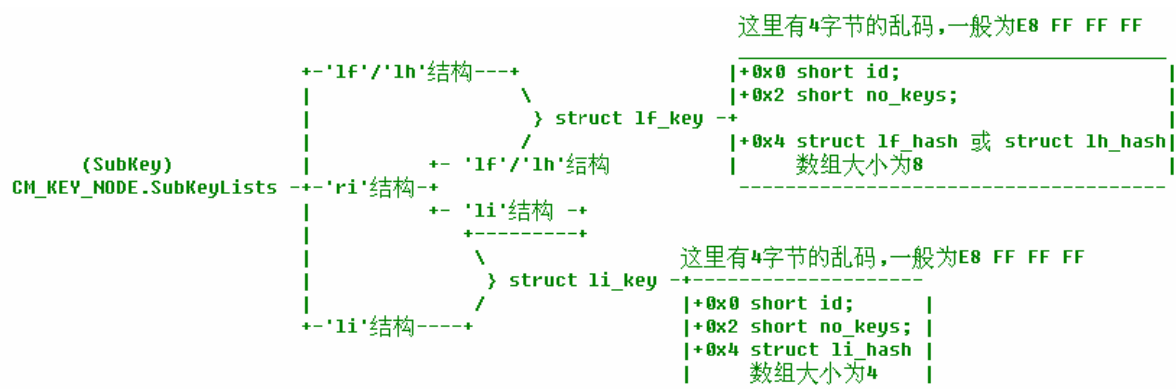 这里有4字节的乱码,一般为E8 FF FF FF
+-'lf'/'lh'结构---+ |+0x0 short id; |
| \ |+0x2 short no_keys;
| } struct lf_key -+ |
| / |+0x4 struct lf_hash 或 struct lh_hash|
(SubKey) +- 'lf'/'lh'结构 | 数组大小为8 |
CM_KEY_NODE.SubKeyLists -+-'ri'结构-+ ------------------------------------
| +- 'li'结构 -+
| +----------+
| \ 这里有4字节的乱码,一般为E8 FF FF FF
| } struct li_key -+--------------------
| / |+0x0 short id; |
+-'li'结构----+ |+0x2 short no_keys; |
|+0x4 struct li_hash |
| 数组大小为4 |